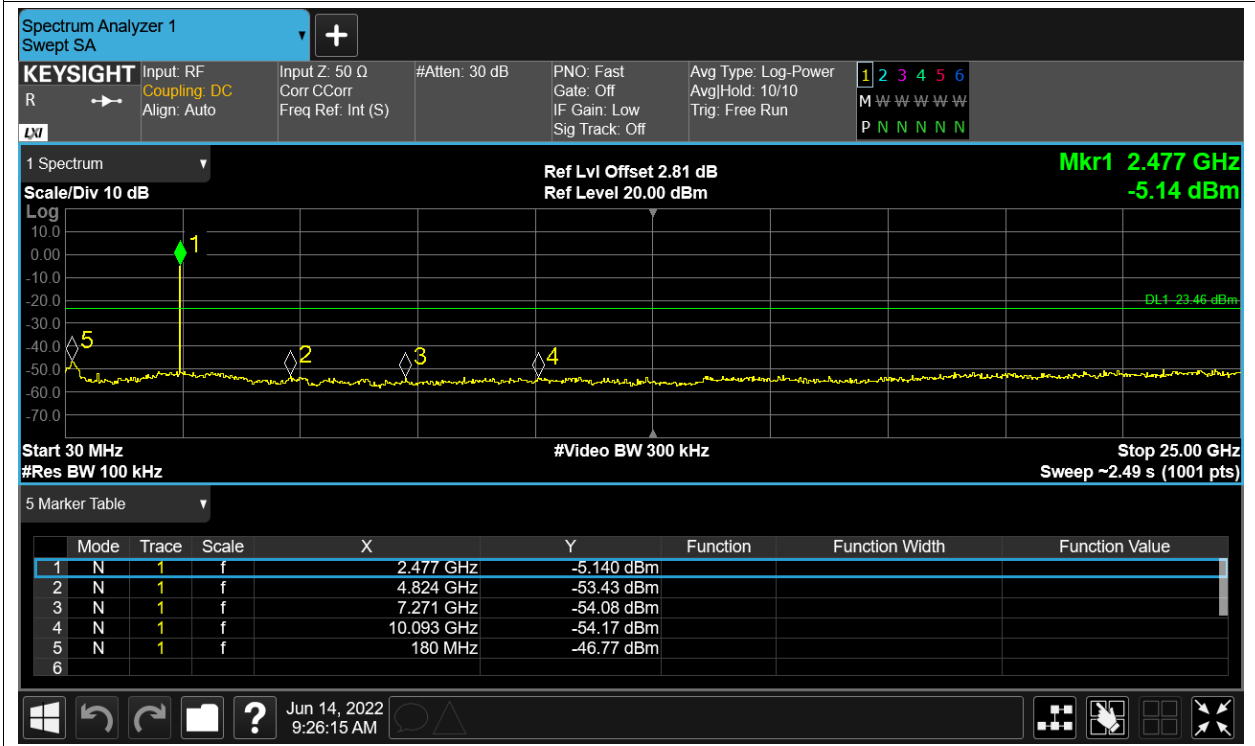 Spectrum Analyzer 1
Swept SA
+
KEYSIGHT Input: RF Input Z: 50 Ω #Atten: 30 dB PNO: Fast Avg Type: Log-Power 1 2 3 4 5 6
R Coupling: DC Corr CCorr Gate: Off Avg|Hold: 10/10 M W W W W W
Align: Auto Freq Ref: Int (S) IF Gain: Low Trig: Free Run
LXI Sig Track: Off P N N N N N
1 Spectrum Ref Lvl Offset 2.81 dB Mkr1 2.477 GHz
Scale/Div 10 dB Ref Level 20.00 dBm -5.14 dBm
Log
10.0
1
0.00
-10.0
-20.0
DL1 -23.46 dBm
-30.0
-40.0
5
2
3
4
-50.0
-60.0
-70.0
Start 30 MHz #Video BW 300 kHz Stop 25.00 GHz
#Res BW 100 kHz Sweep ~2.49 s (1001 pts)
5 Marker Table
Mode Trace Scale X Y Function Function Width Function Value
1 N 1 f 2.477 GHz -5.140 dBm
2 N 1 f 4.824 GHz -53.43 dBm
3 N 1 f 7.271 GHz -54.08 dBm
4 N 1 f 10.093 GHz -54.17 dBm
5 N 1 f 180 MHz -46.77 dBm
6
? Jun 14, 2022
9:26:15 AM